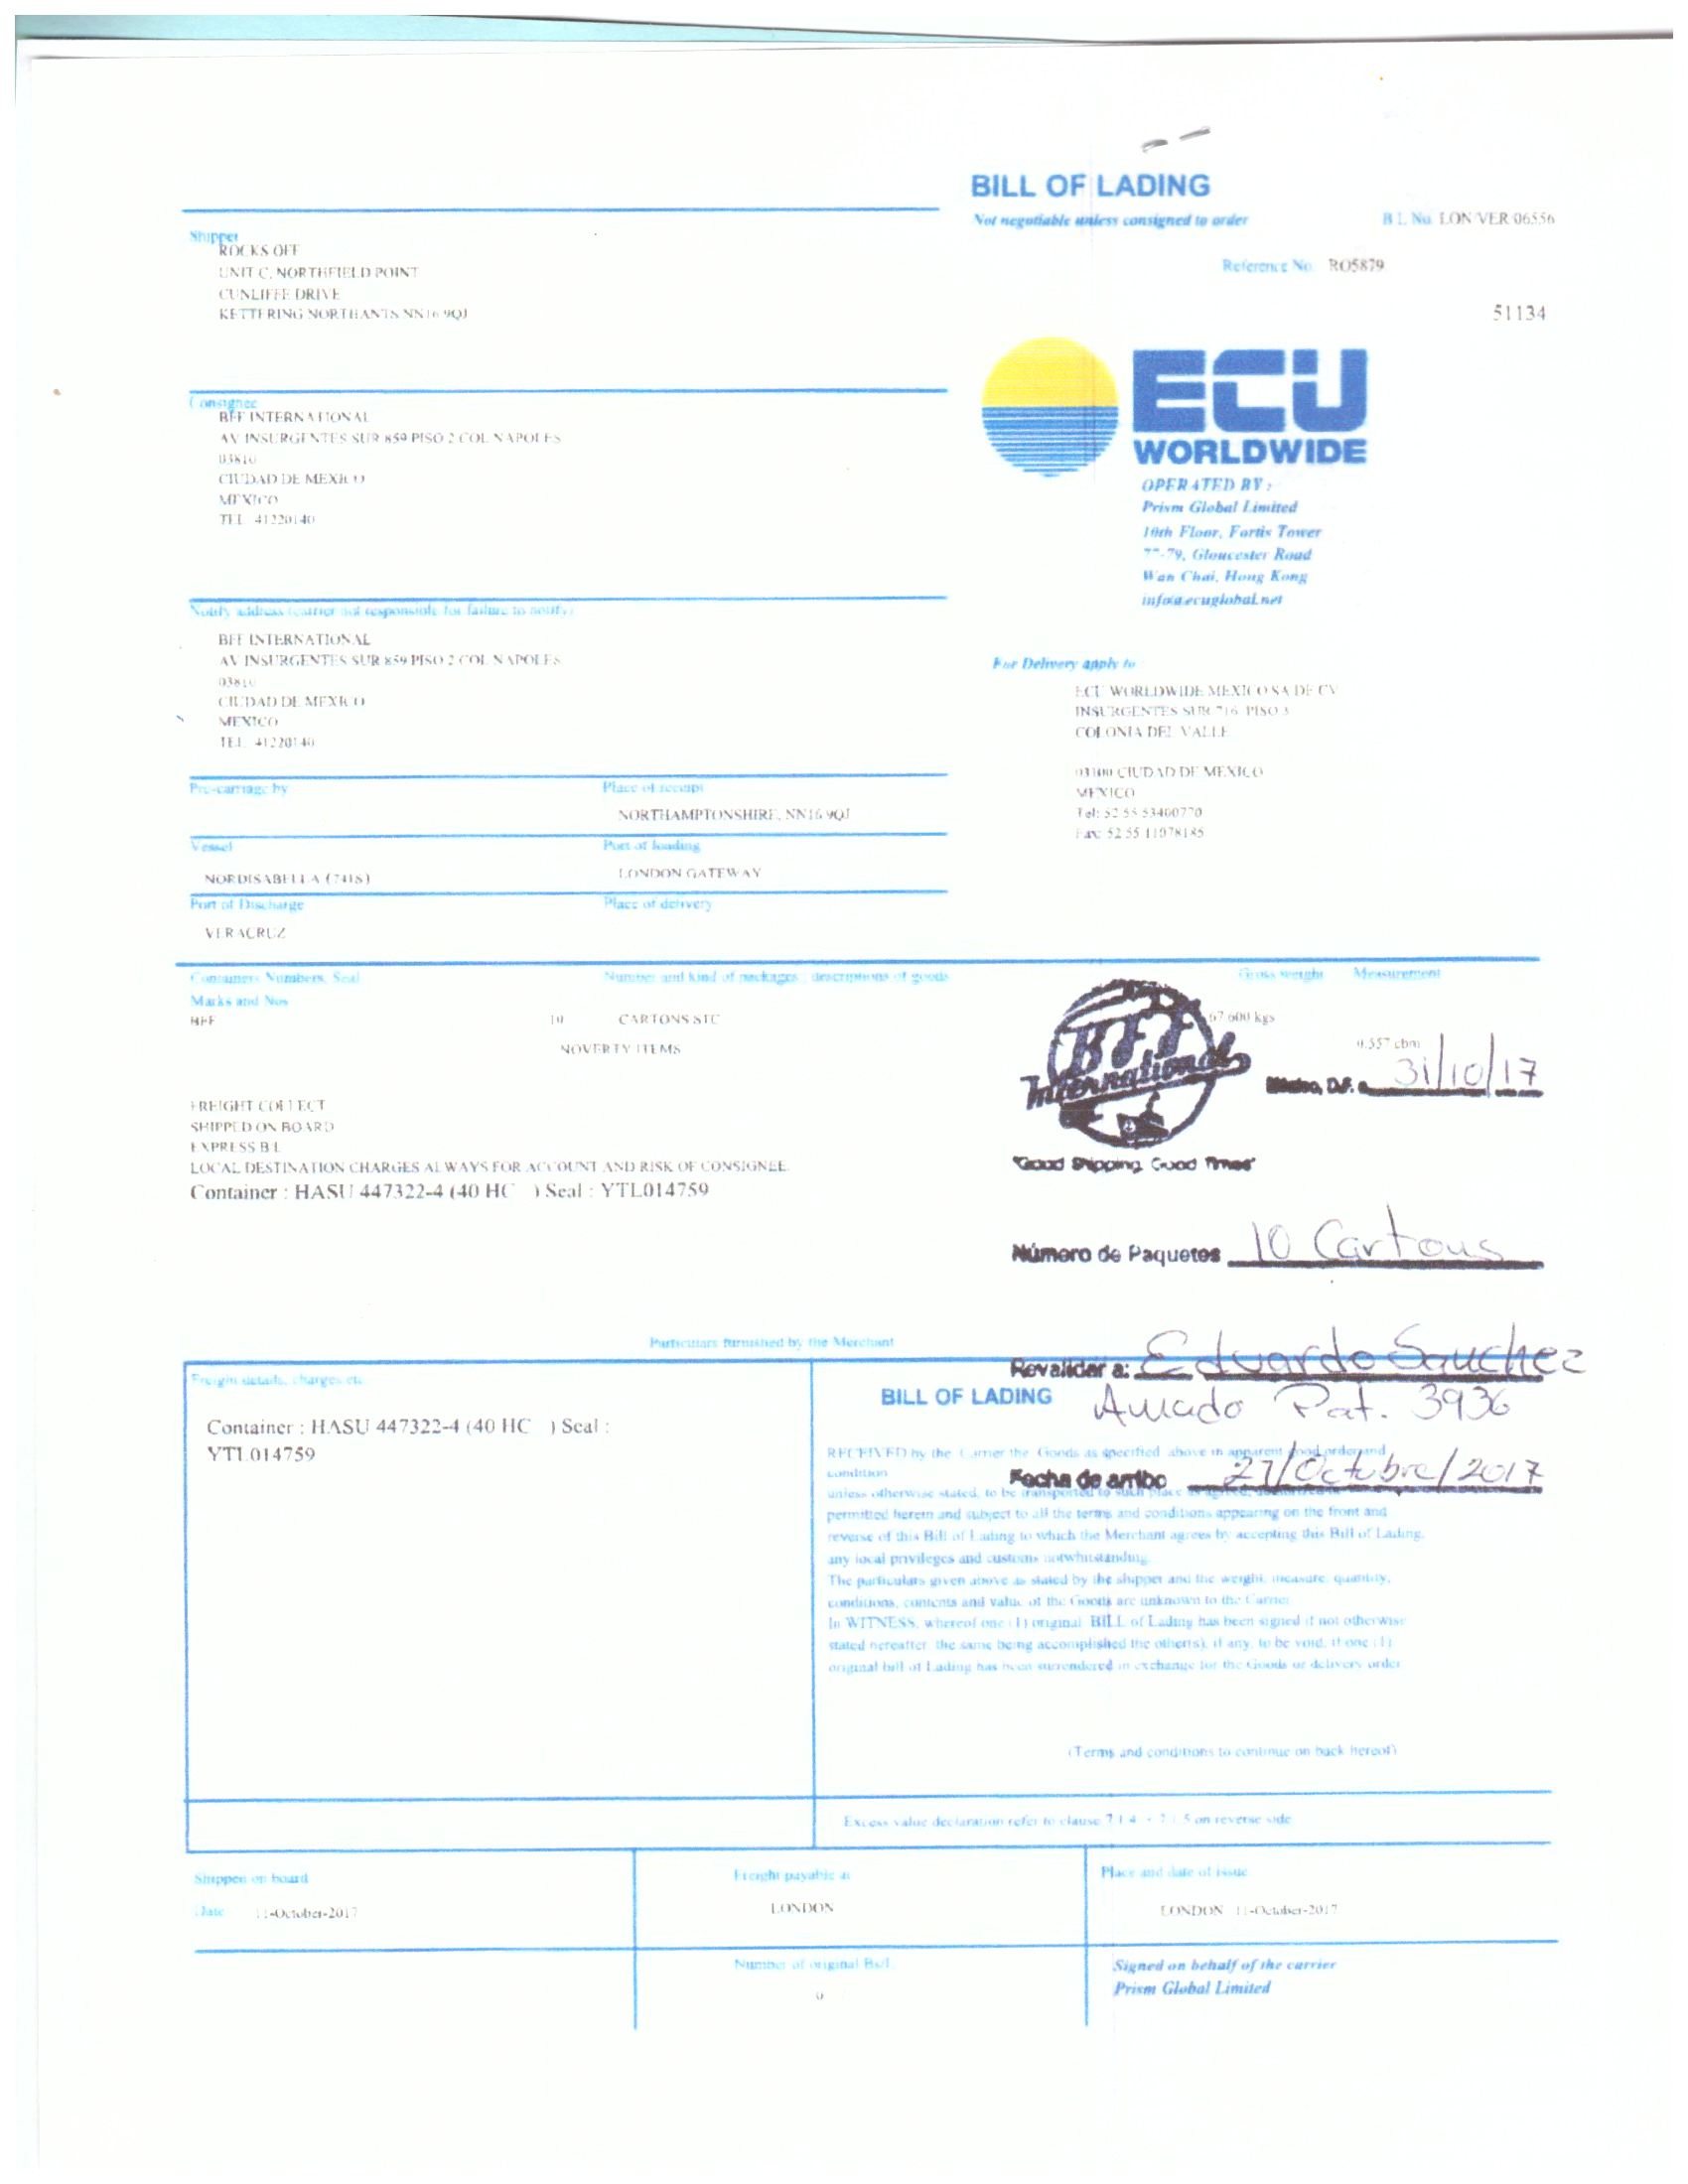 BILL OF LADING
Not negotiable unless consigned to order
B L No. LON/VER/06556
Reference No. RO5879
51134
Shipper
ROCKS OFF
UNIT C, NORTHFIELD POINT
CUNLIFFE DRIVE
KETTERING NORTHANTS NN16 9QJ
Consignee
BFF INTERNATIONAL
AV INSURGENTES SUR 859 PISO 2 COL NAPOLES
03810
CIUDAD DE MEXICO
MEXICO
TEL. 41220140
ECU
WORLDWIDE
OPERATED BY :
Prism Global Limited
10th Floor, Fortis Tower
77-79, Gloucester Road
Wan Chai, Hong Kong
info@ecuglobal.net
Notify address (carrier not responsible for failure to notify)
BFF INTERNATIONAL
AV INSURGENTES SUR 859 PISO 2 COL NAPOLES
03810
CIUDAD DE MEXICO
MEXICO
TEL. 41220140
For Delivery apply to :
ECU WORLDWIDE MEXICO SA DE CV
INSURGENTES SUR 716 PISO 3
COLONIA DEL VALLE
03100 CIUDAD DE MEXICO
MEXICO
Tel: 52 55 53400770
Fax: 52 55 11078185
Pre-carriage by
Place of receipt
NORTHAMPTONSHIRE, NN16 9QJ
Vessel
Port of loading
NORDISABELLA (741S)
LONDON GATEWAY
Port of Discharge
Place of delivery
VERACRUZ
Containers Numbers, Seal
Number and kind of packages : descriptions of goods
Gross weight
Measurement
Marks and Nos
BFF
10
CARTONS STC
67.600 kgs
NOVERTY ITEMS
0.557 cbm
BFF
International
México, D.F. a 31/10/17
FREIGHT COLLECT
SHIPPED ON BOARD
EXPRESS B L
LOCAL DESTINATION CHARGES ALWAYS FOR ACCOUNT AND RISK OF CONSIGNEE
"Good Shipping, Good Times"
Container : HASU 447322-4 (40 HC ) Seal : YTL014759
Número de Paquetes 10 Cartons
Particulars furnished by the Merchant
Revalidar a: Eduardo Sanchez
Amado Pat. 3936
Freight details, charges etc
BILL OF LADING
Container : HASU 447322-4 (40 HC ) Seal :
YTL014759
RECEIVED by the Carrier the Goods as specified above in apparent good order and
condition
Fecha de arribo 27/Octubre/2017
unless otherwise stated, to be transported to such place as agreed,
permitted herein and subject to all the terms and conditions appearing on the front and
reverse of this Bill of Lading to which the Merchant agrees by accepting this Bill of Lading,
any local privileges and customs notwhistanding.
The particulars given above as stated by the shipper and the weight, measure, quantity,
conditions, contents and value of the Goods are unknown to the Carrier
In WITNESS, whereof one (1) original BILL of Lading has been signed if not otherwise
stated hereafter, the same being accomplished the other(s), if any, to be void, if one (1)
original bill of Lading has been surrendered in exchange for the Goods or delivery order
(Terms and conditions to continue on back hereof)
Excess value declaration refer to clause 7.1.4 + 7.1.5 on reverse side
Shipped on board
Freight payable at
Place and date of issue
Date 11-October-2017
LONDON
LONDON 11-October-2017
Number of original Bs/L
0
Signed on behalf of the carrier
Prism Global Limited